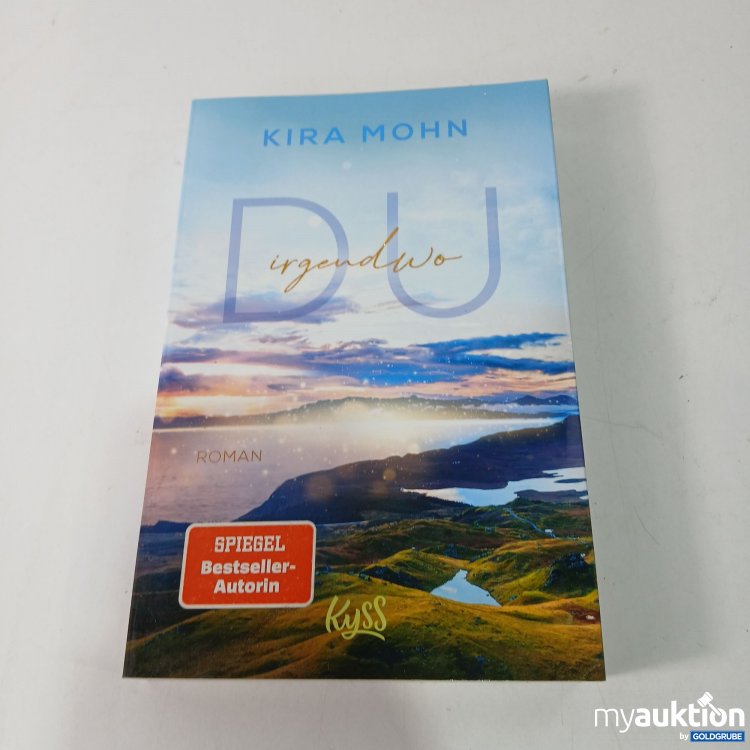 KIRA MOHN
DU
irgendwo
ROMAN
SPIEGEL
Bestseller-
Autorin
KySS
myauktion
by GOLDGRUBE